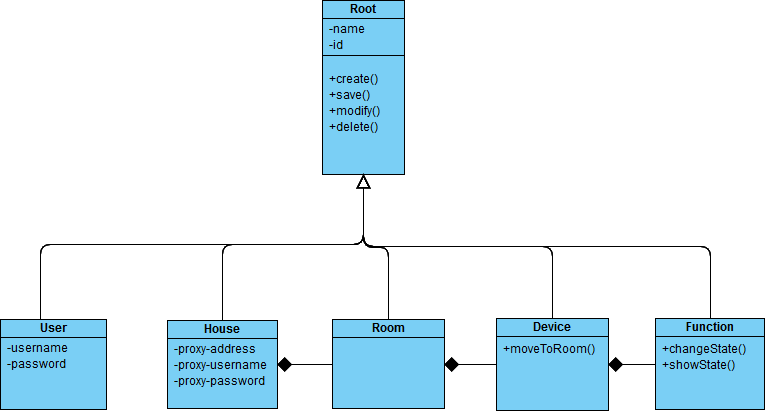 Root
-name
-id
+create()
+save()
+modify()
+delete()
User
-username
-password
House
-proxy-address
-proxy-username
-proxy-password
Room
Device
+moveToRoom()
Function
+changeState()
+showState()